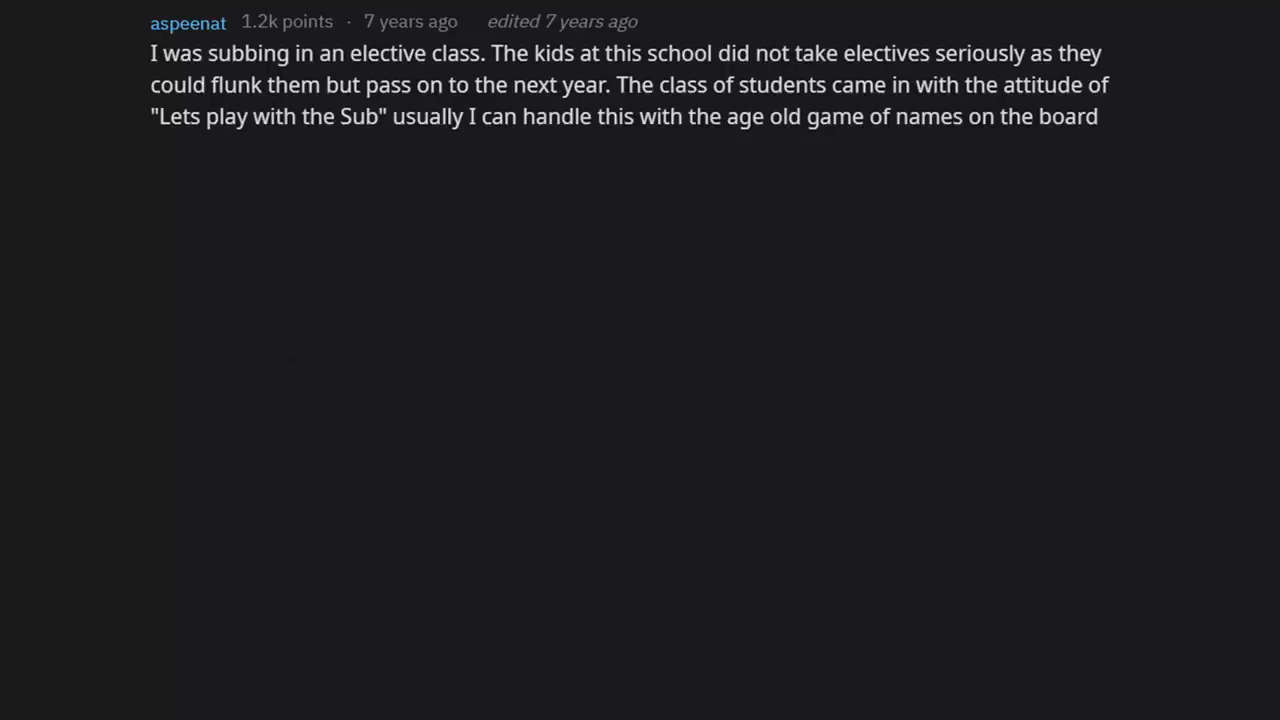 aspeenat 1.2k points · 7 years ago edited 7 years ago
I was subbing in an elective class. The kids at this school did not take electives seriously as they
could flunk them but pass on to the next year. The class of students came in with the attitude of
"Lets play with the Sub" usually I can handle this with the age old game of names on the board